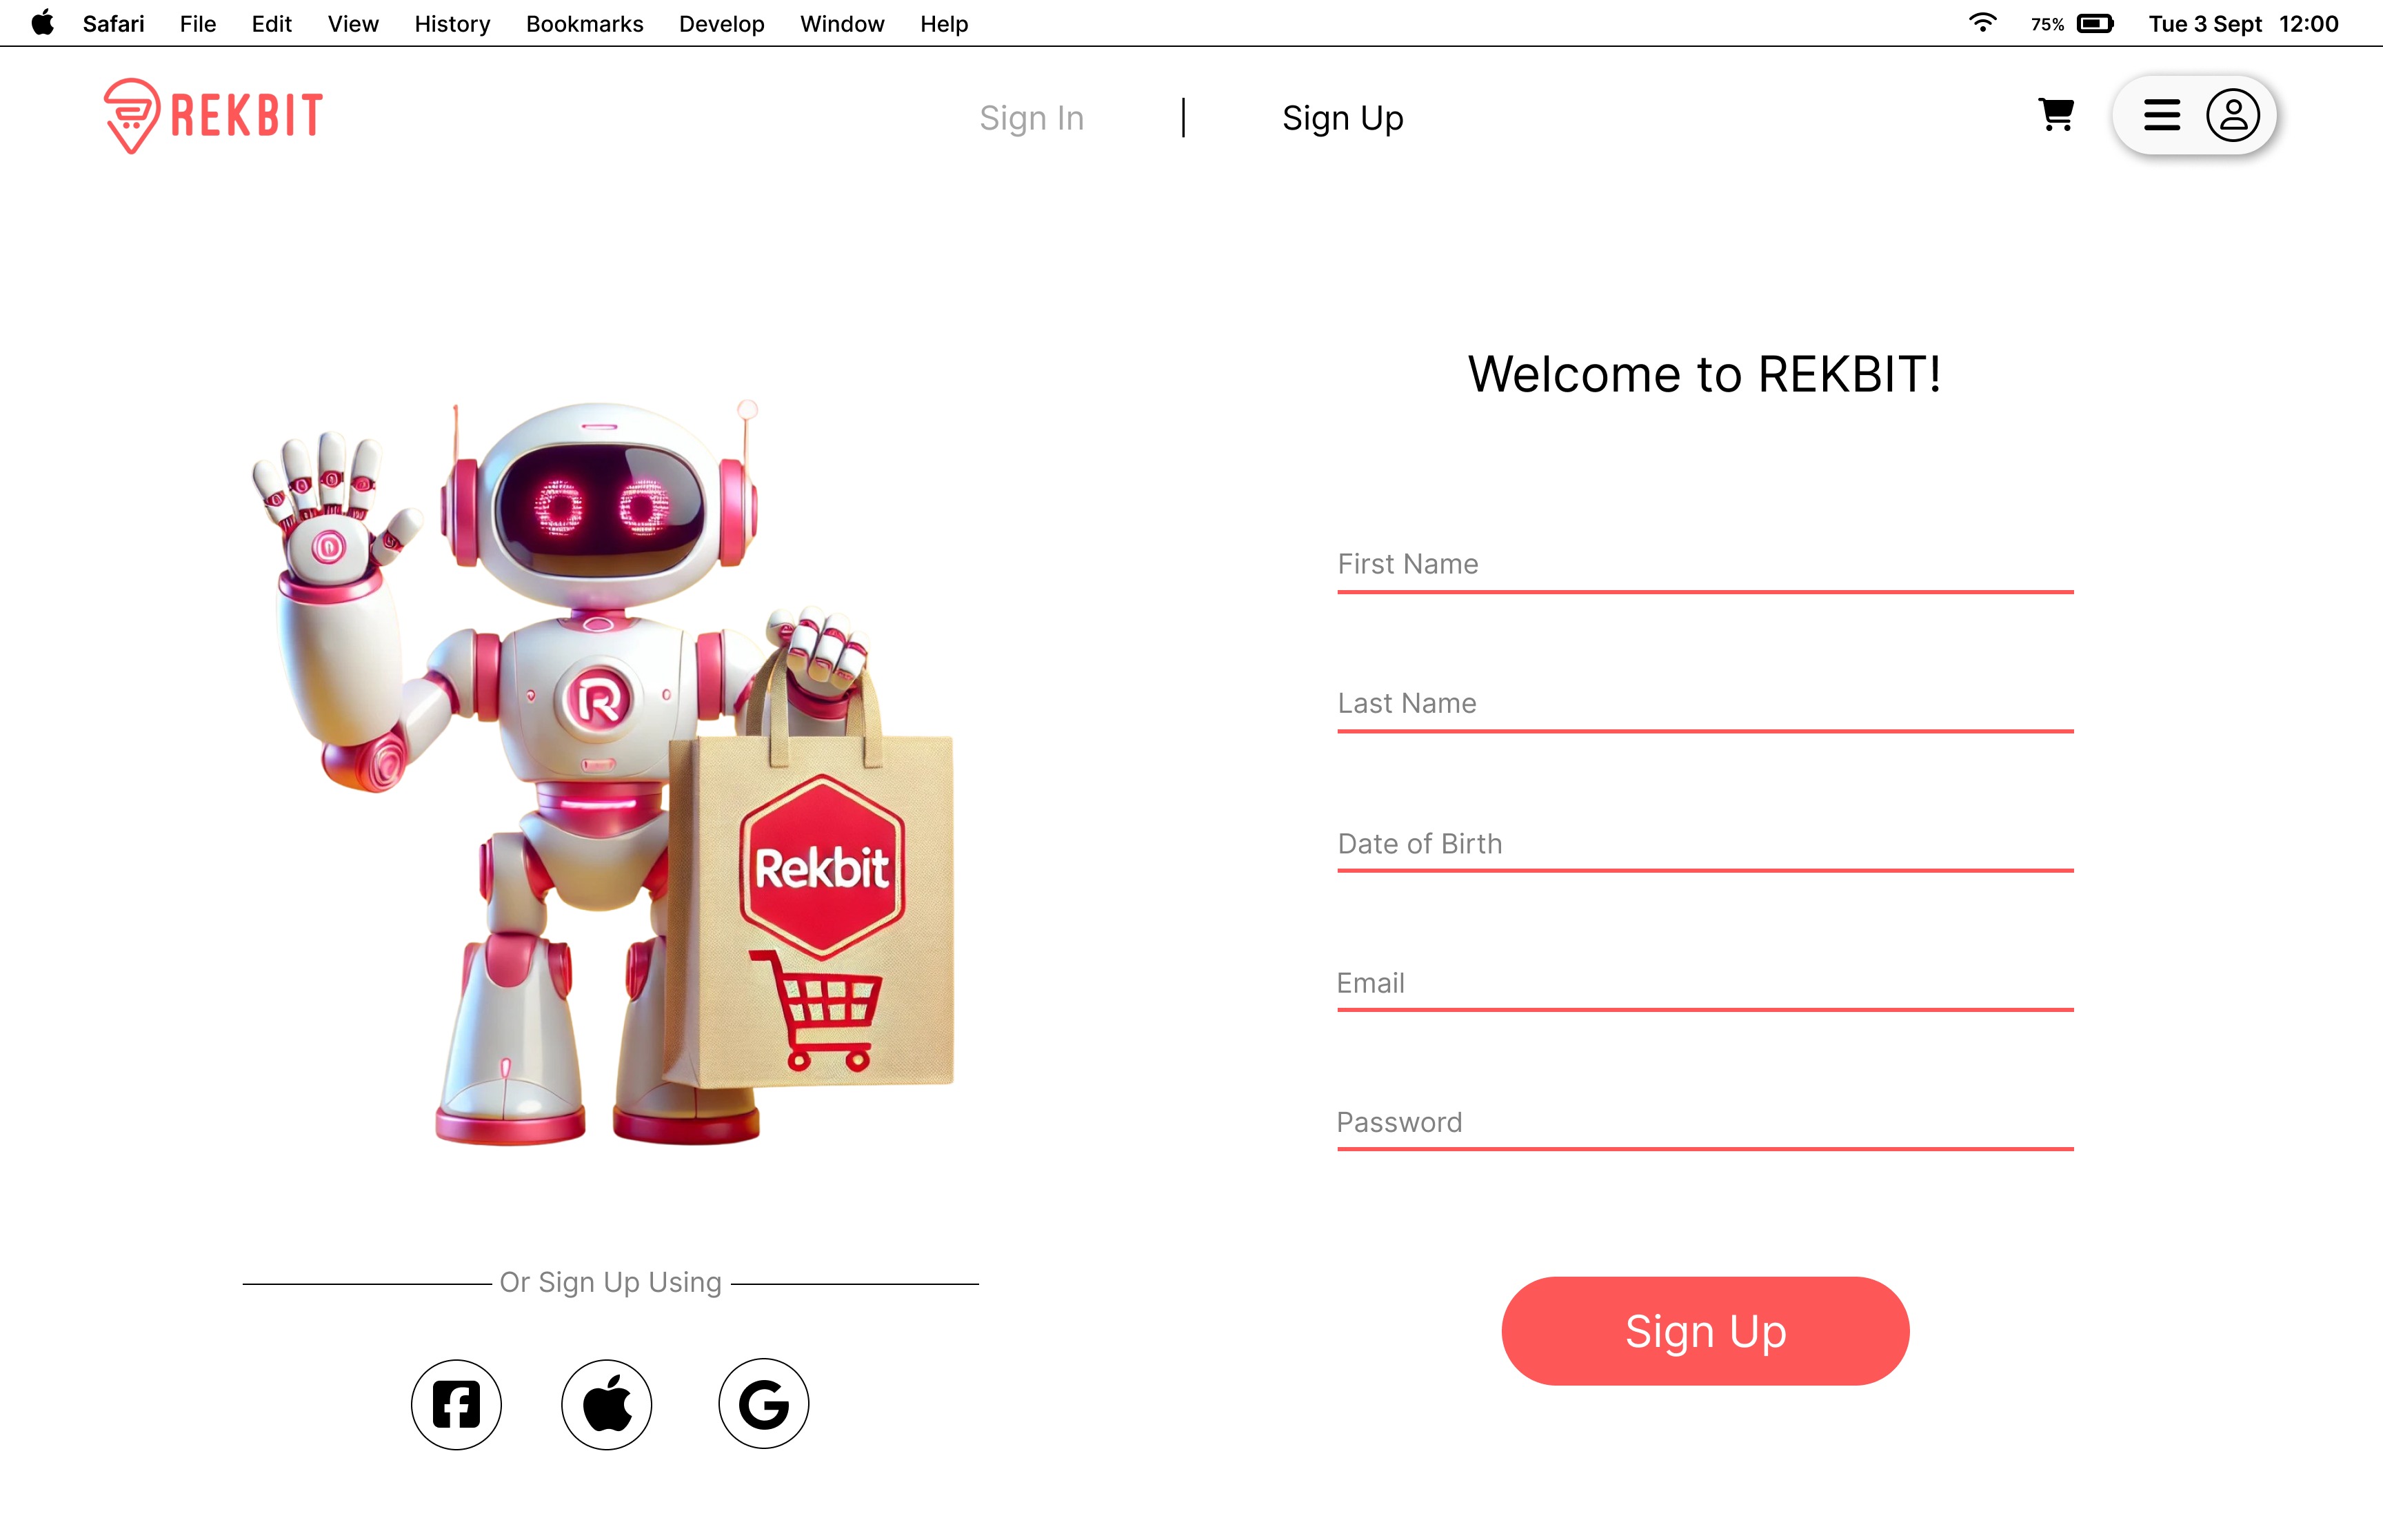 Safari File Edit View History Bookmarks Develop Window Help 75% Tue 3 Sept 12:00
REKBIT
Sign In | Sign Up
Welcome to REKBIT!
First Name
Last Name
Date of Birth
Email
Password
R
Rekbit
Or Sign Up Using
Sign Up